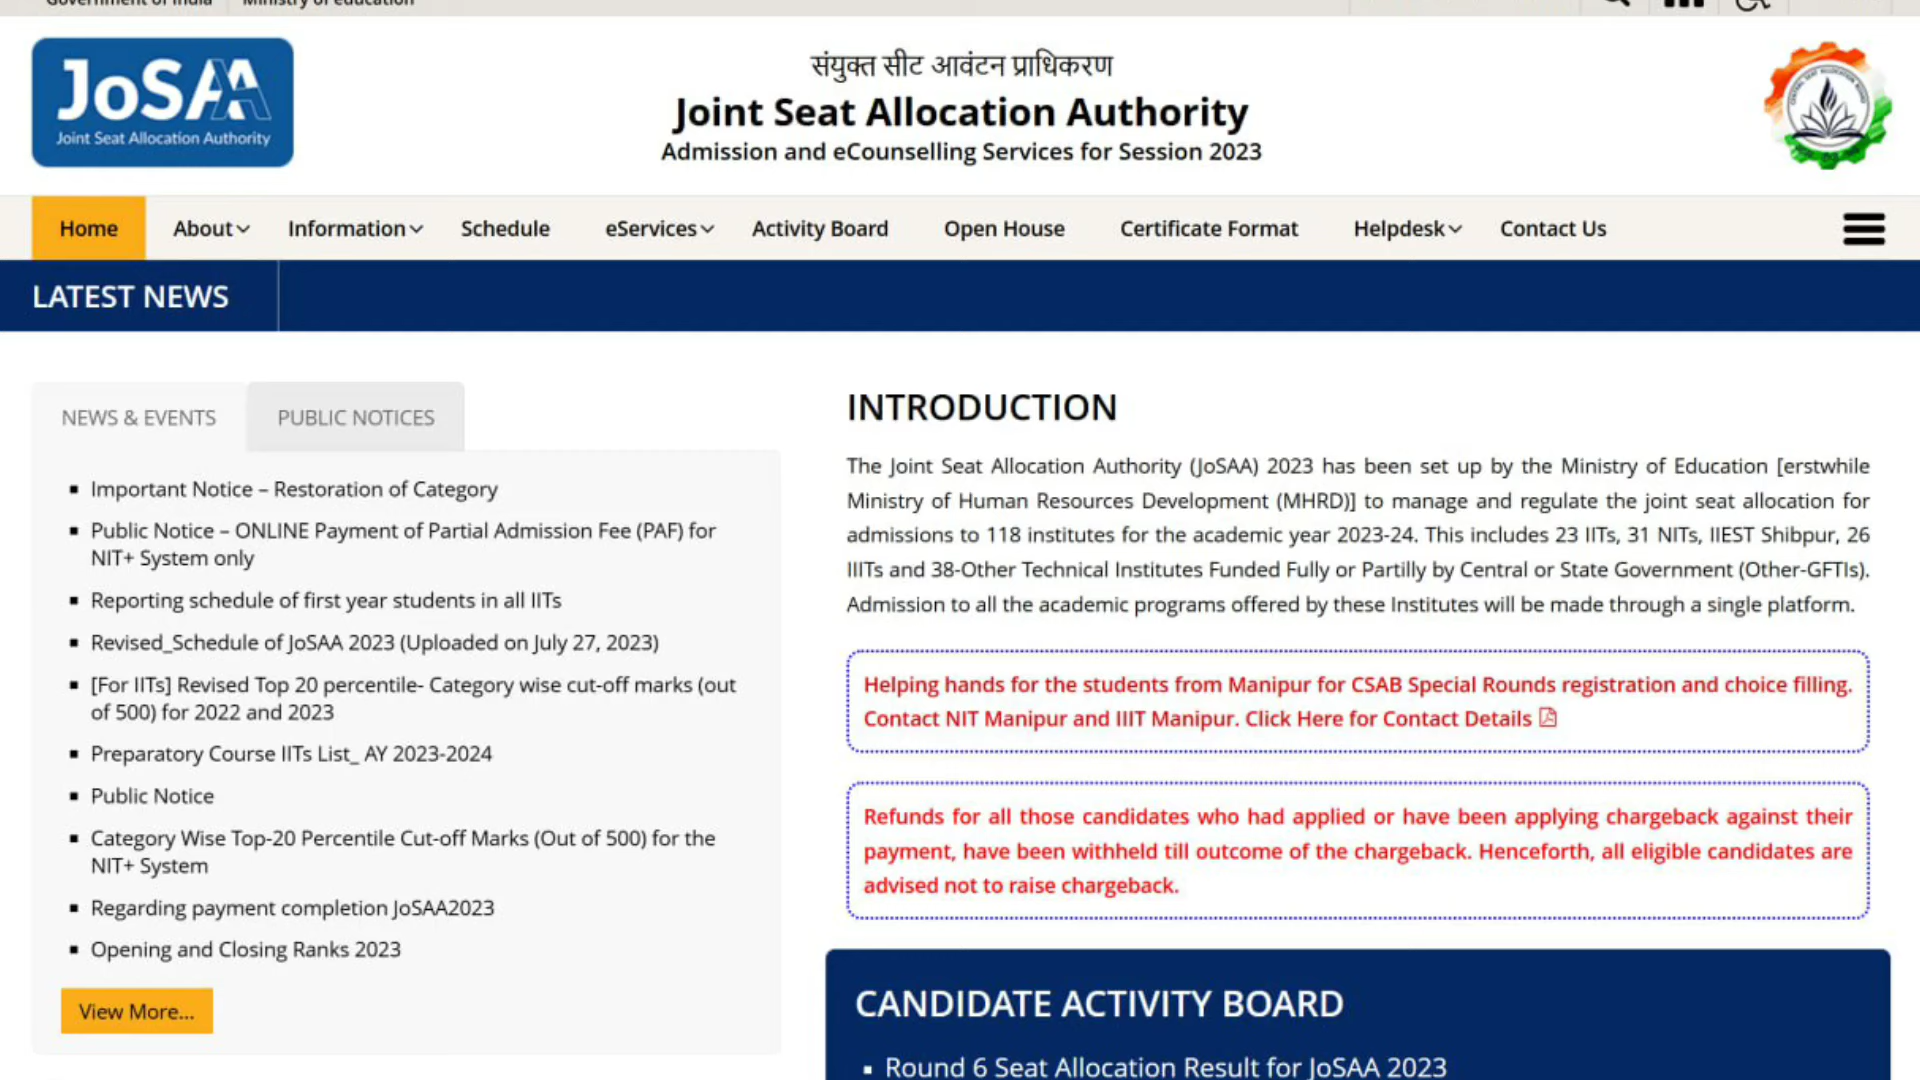 Government of India Ministry of education
JoSAA
Joint Seat Allocation Authority
संयुक्त सीट आवंटन प्राधिकरण
Joint Seat Allocation Authority
Admission and eCounselling Services for Session 2023
Home About Information Schedule eServices Activity Board Open House Certificate Format Helpdesk Contact Us
LATEST NEWS
NEWS & EVENTS PUBLIC NOTICES
Important Notice – Restoration of Category
Public Notice – ONLINE Payment of Partial Admission Fee (PAF) for
NIT+ System only
Reporting schedule of first year students in all IITs
Revised_Schedule of JoSAA 2023 (Uploaded on July 27, 2023)
[For IITs] Revised Top 20 percentile- Category wise cut-off marks (out
of 500) for 2022 and 2023
Preparatory Course IITs List_ AY 2023-2024
Public Notice
Category Wise Top-20 Percentile Cut-off Marks (Out of 500) for the
NIT+ System
Regarding payment completion JoSAA2023
Opening and Closing Ranks 2023
View More...
INTRODUCTION
The Joint Seat Allocation Authority (JoSAA) 2023 has been set up by the Ministry of Education [erstwhile
Ministry of Human Resources Development (MHRD)] to manage and regulate the joint seat allocation for
admissions to 118 institutes for the academic year 2023-24. This includes 23 IITs, 31 NITs, IIEST Shibpur, 26
IIITs and 38-Other Technical Institutes Funded Fully or Partilly by Central or State Government (Other-GFTIs).
Admission to all the academic programs offered by these Institutes will be made through a single platform.
Helping hands for the students from Manipur for CSAB Special Rounds registration and choice filling.
Contact NIT Manipur and IIIT Manipur. Click Here for Contact Details
Refunds for all those candidates who had applied or have been applying chargeback against their
payment, have been withheld till outcome of the chargeback. Henceforth, all eligible candidates are
advised not to raise chargeback.
CANDIDATE ACTIVITY BOARD
Round 6 Seat Allocation Result for JoSAA 2023